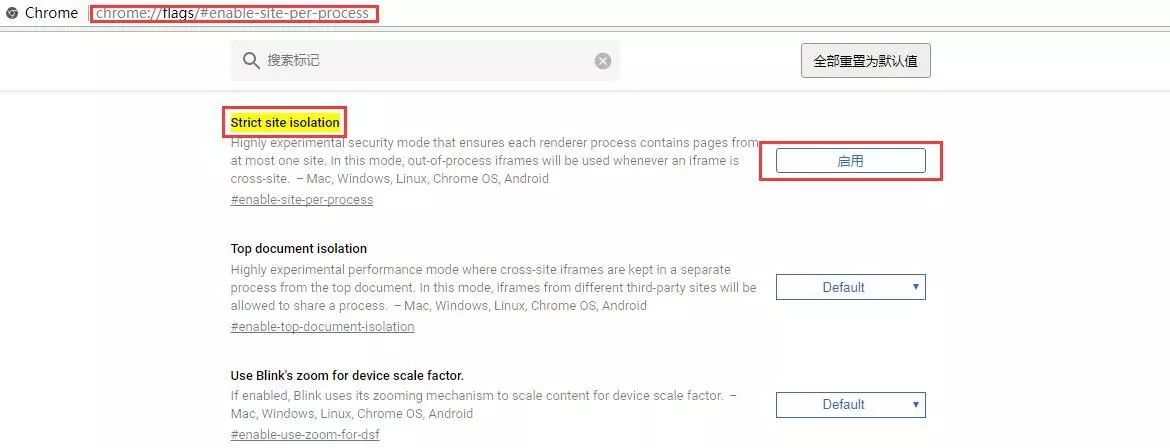 Chrome | chrome://flags/#enable-site-per-process
搜索标记
全部重置为默认值
Strict site isolation
Highly experimental security mode that ensures each renderer process contains pages from
at most one site. In this mode, out-of-process iframes will be used whenever an iframe is
cross-site. – Mac, Windows, Linux, Chrome OS, Android
#enable-site-per-process
启用
Top document isolation
Highly experimental performance mode where cross-site iframes are kept in a separate
process from the top document. In this mode, iframes from different third-party sites will be
allowed to share a process. – Mac, Windows, Linux, Chrome OS, Android
#enable-top-document-isolation
Default
Use Blink's zoom for device scale factor.
If enabled, Blink uses its zooming mechanism to scale content for device scale factor. –
Mac, Windows, Linux, Chrome OS, Android
#enable-use-zoom-for-dsf
Default